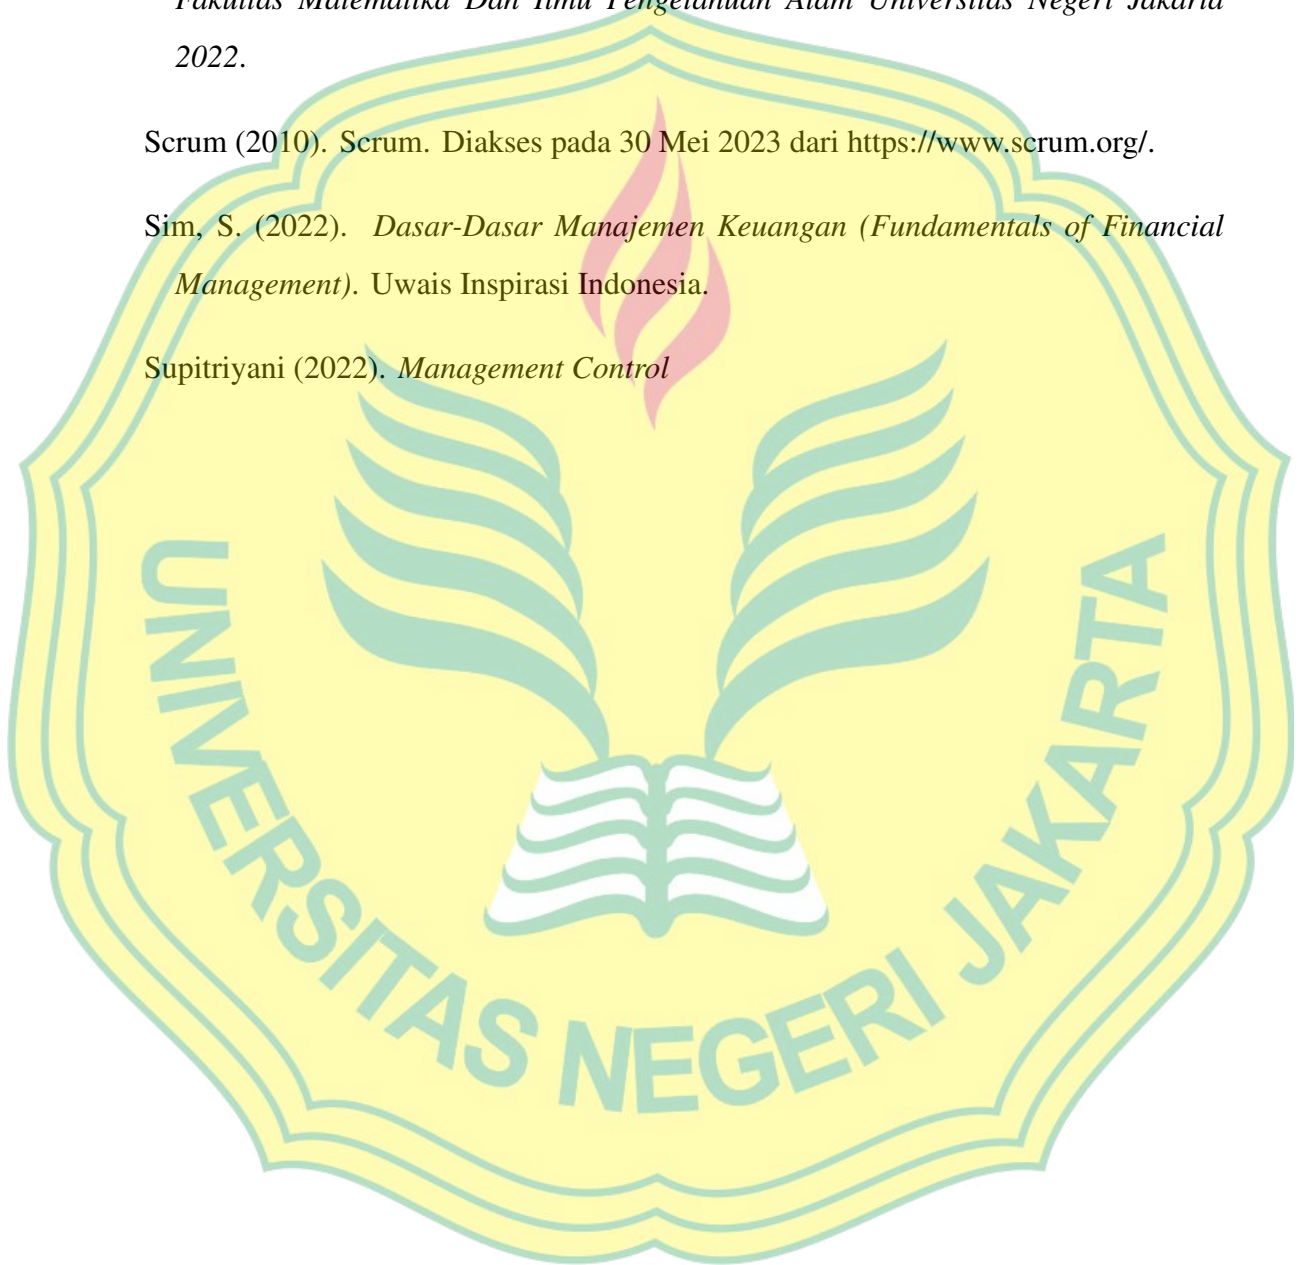 Fakultas Matematika Dan Ilmu Pengetahuan Alam Universitas Negeri Jakarta
2022.
Scrum (2010). Scrum. Diakses pada 30 Mei 2023 dari https://www.scrum.org/.
Sim, S. (2022). Dasar-Dasar Manajemen Keuangan (Fundamentals of Financial
Management). Uwais Inspirasi Indonesia.
Supitriyani (2022). Management Control
UNIVERSITAS NEGERI JAKARTA